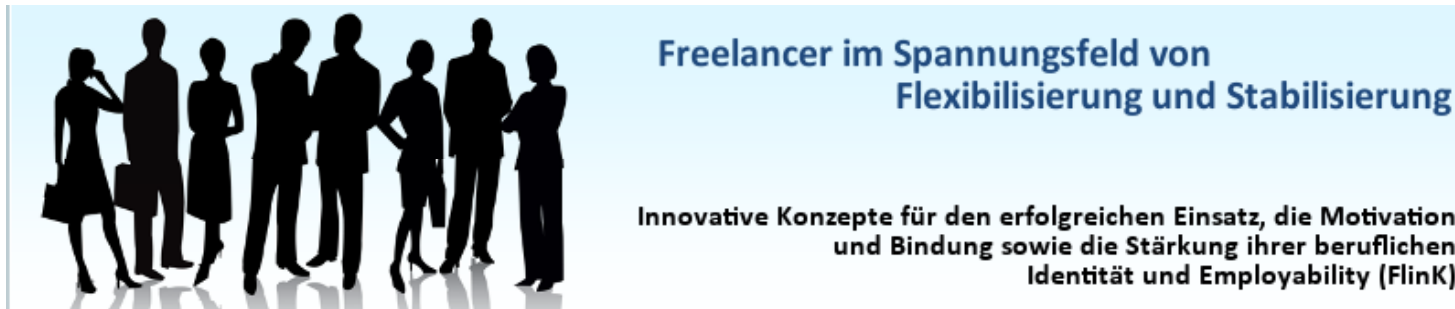 Freelancer im Spannungsfeld von
Flexibilisierung und Stabilisierung
Innovative Konzepte für den erfolgreichen Einsatz, die Motivation
und Bindung sowie die Stärkung ihrer beruflichen
Identität und Employability (FlinK)